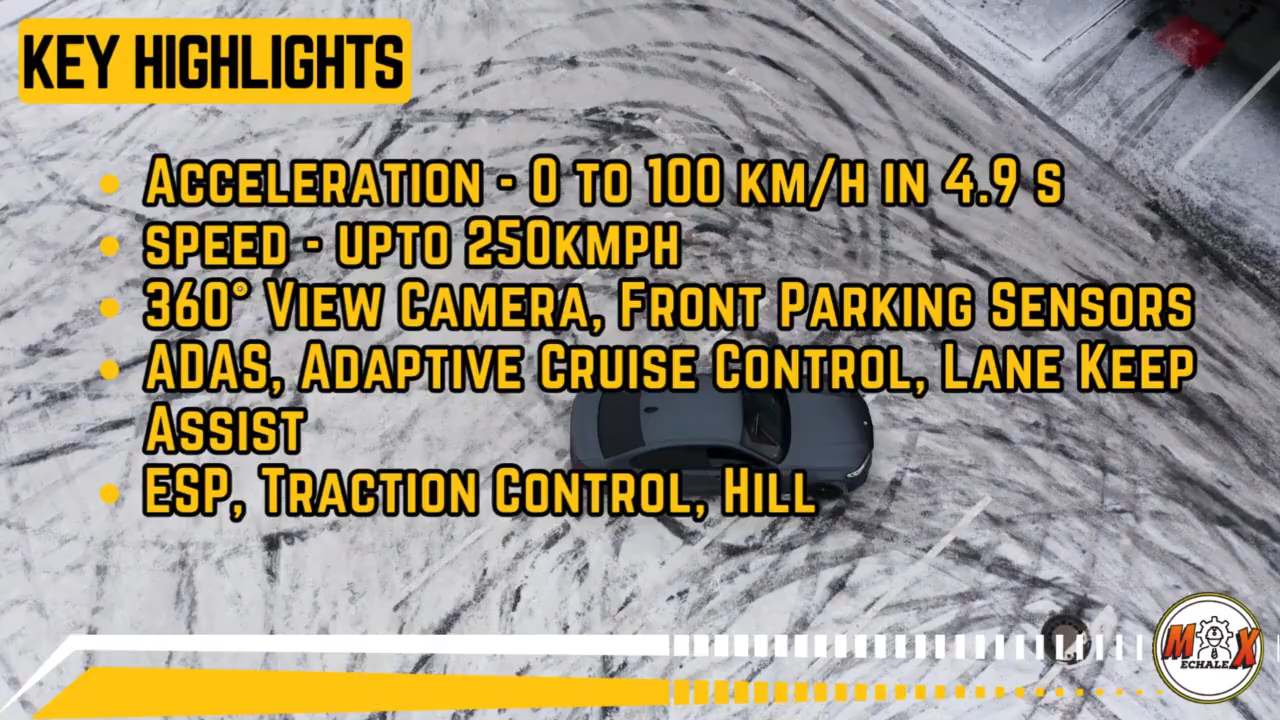 KEY HIGHLIGHTS
Acceleration - 0 to 100 km/h in 4.9 s
speed - upto 250kmph
360° View Camera, Front Parking Sensors
ADAS, Adaptive Cruise Control, Lane Keep
Assist
ESP, Traction Control, Hill
M X
ECHALE